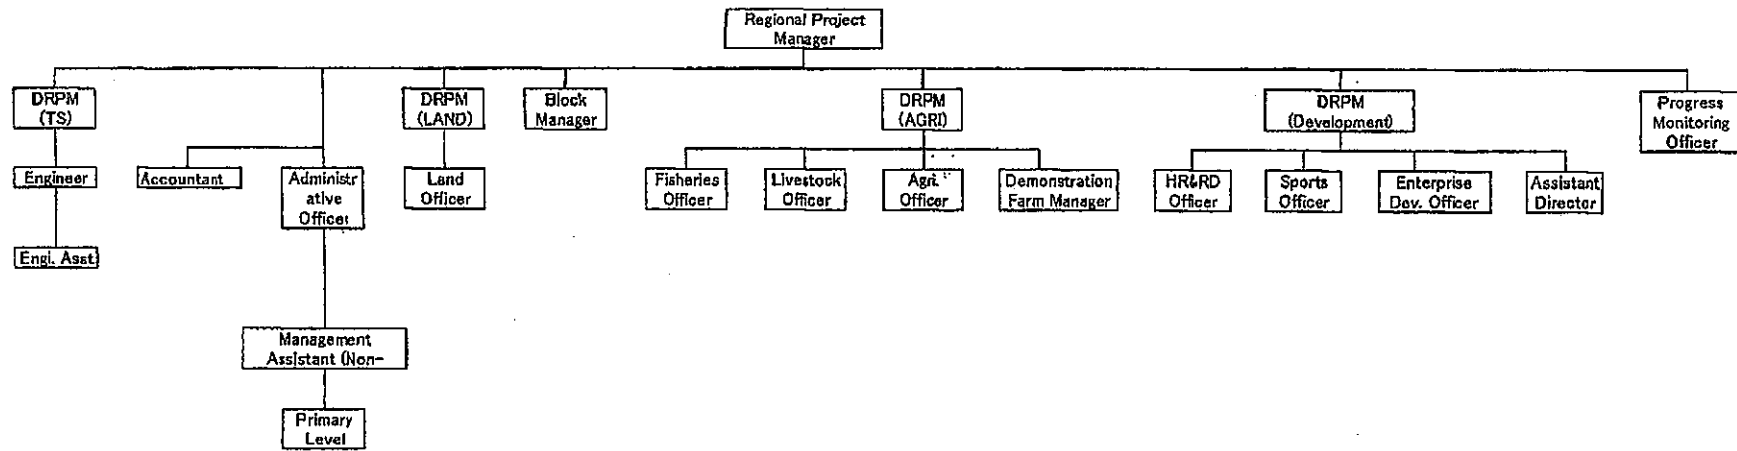 Regional Project
Manager
DRPM
(TS)
DRPM
(LAND)
Block
Manager
DRPM
(AGRI)
DRPM
(Development)
Progress
Monitoring
Officer
Engineer
Accountant
Administr
ative
Officer
Land
Officer
Fisheries
Officer
Livestock
Officer
Agri.
Officer
Demonstration
Farm Manager
HR&RD
Officer
Sports
Officer
Enterprise
Dev. Officer
Assistant
Director
Engi. Asst
Management
Assistant (Non-
Primary
Level